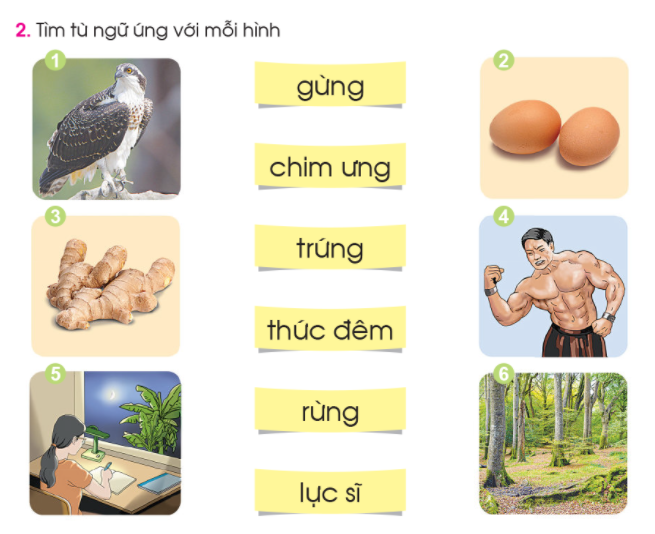 2. Tìm từ ngữ ứng với mỗi hình
1
gừng
2
chim ưng
3
trứng
4
thức đêm
5
rừng
6
lực sĩ